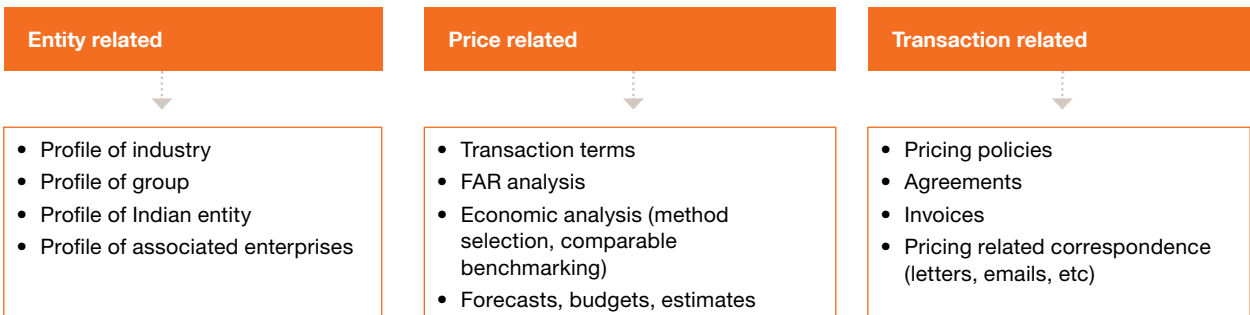 Entity related
• Profile of industry
• Profile of group
• Profile of Indian entity
• Profile of associated enterprises
Price related
• Transaction terms
• FAR analysis
• Economic analysis (method
selection, comparable
benchmarking)
• Forecasts, budgets, estimates
Transaction related
• Pricing policies
• Agreements
• Invoices
• Pricing related correspondence
(letters, emails, etc)